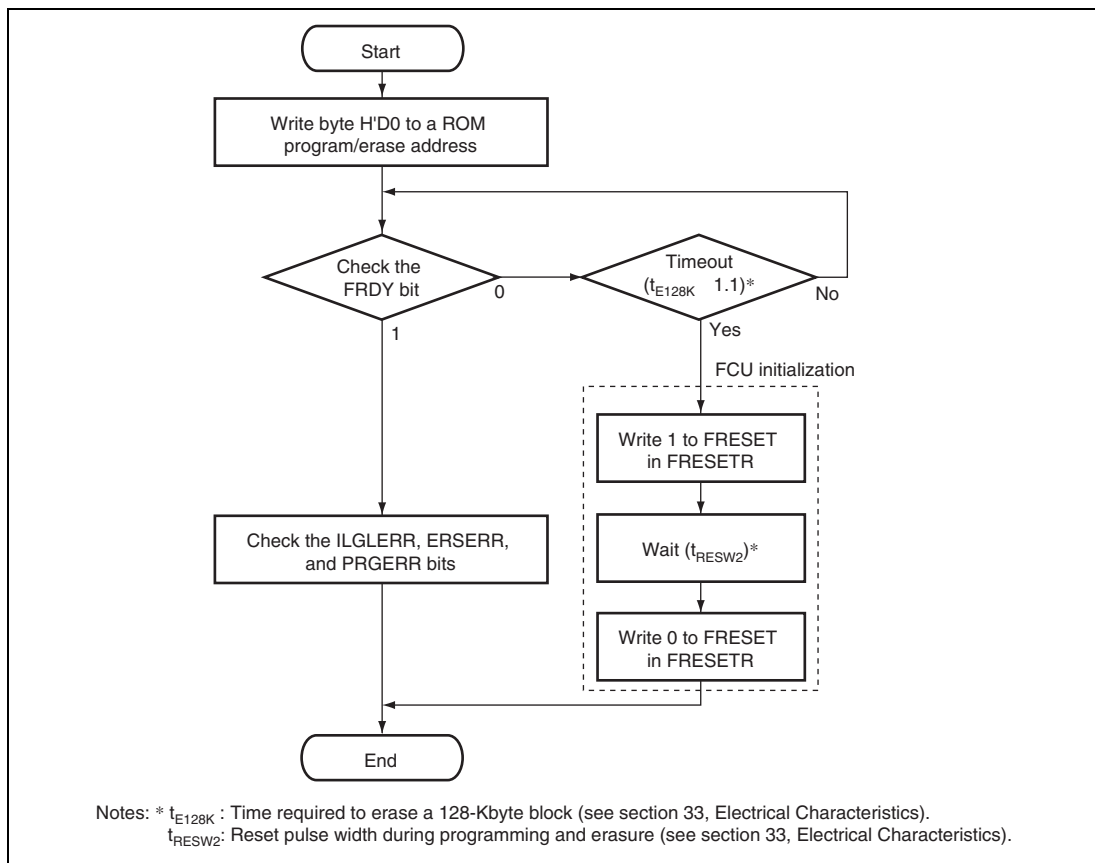 Start
Write byte H'D0 to a ROM
program/erase address
Check the
FRDY bit
0
1
Timeout
(tE128K 1.1)*
No
Yes
FCU initialization
Write 1 to FRESET
in FRESETR
Wait (tRESW2)*
Write 0 to FRESET
in FRESETR
Check the ILGLERR, ERSERR,
and PRGERR bits
End
Notes: * tE128K : Time required to erase a 128-Kbyte block (see section 33, Electrical Characteristics).
tRESW2: Reset pulse width during programming and erasure (see section 33, Electrical Characteristics).